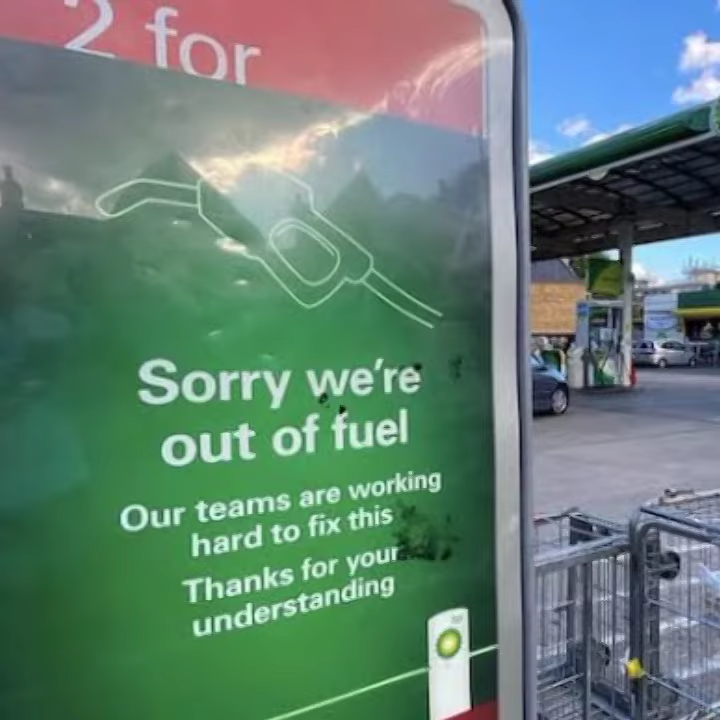 2 for
Sorry we're
out of fuel
Our teams are working
hard to fix this
Thanks for your
understanding
bp